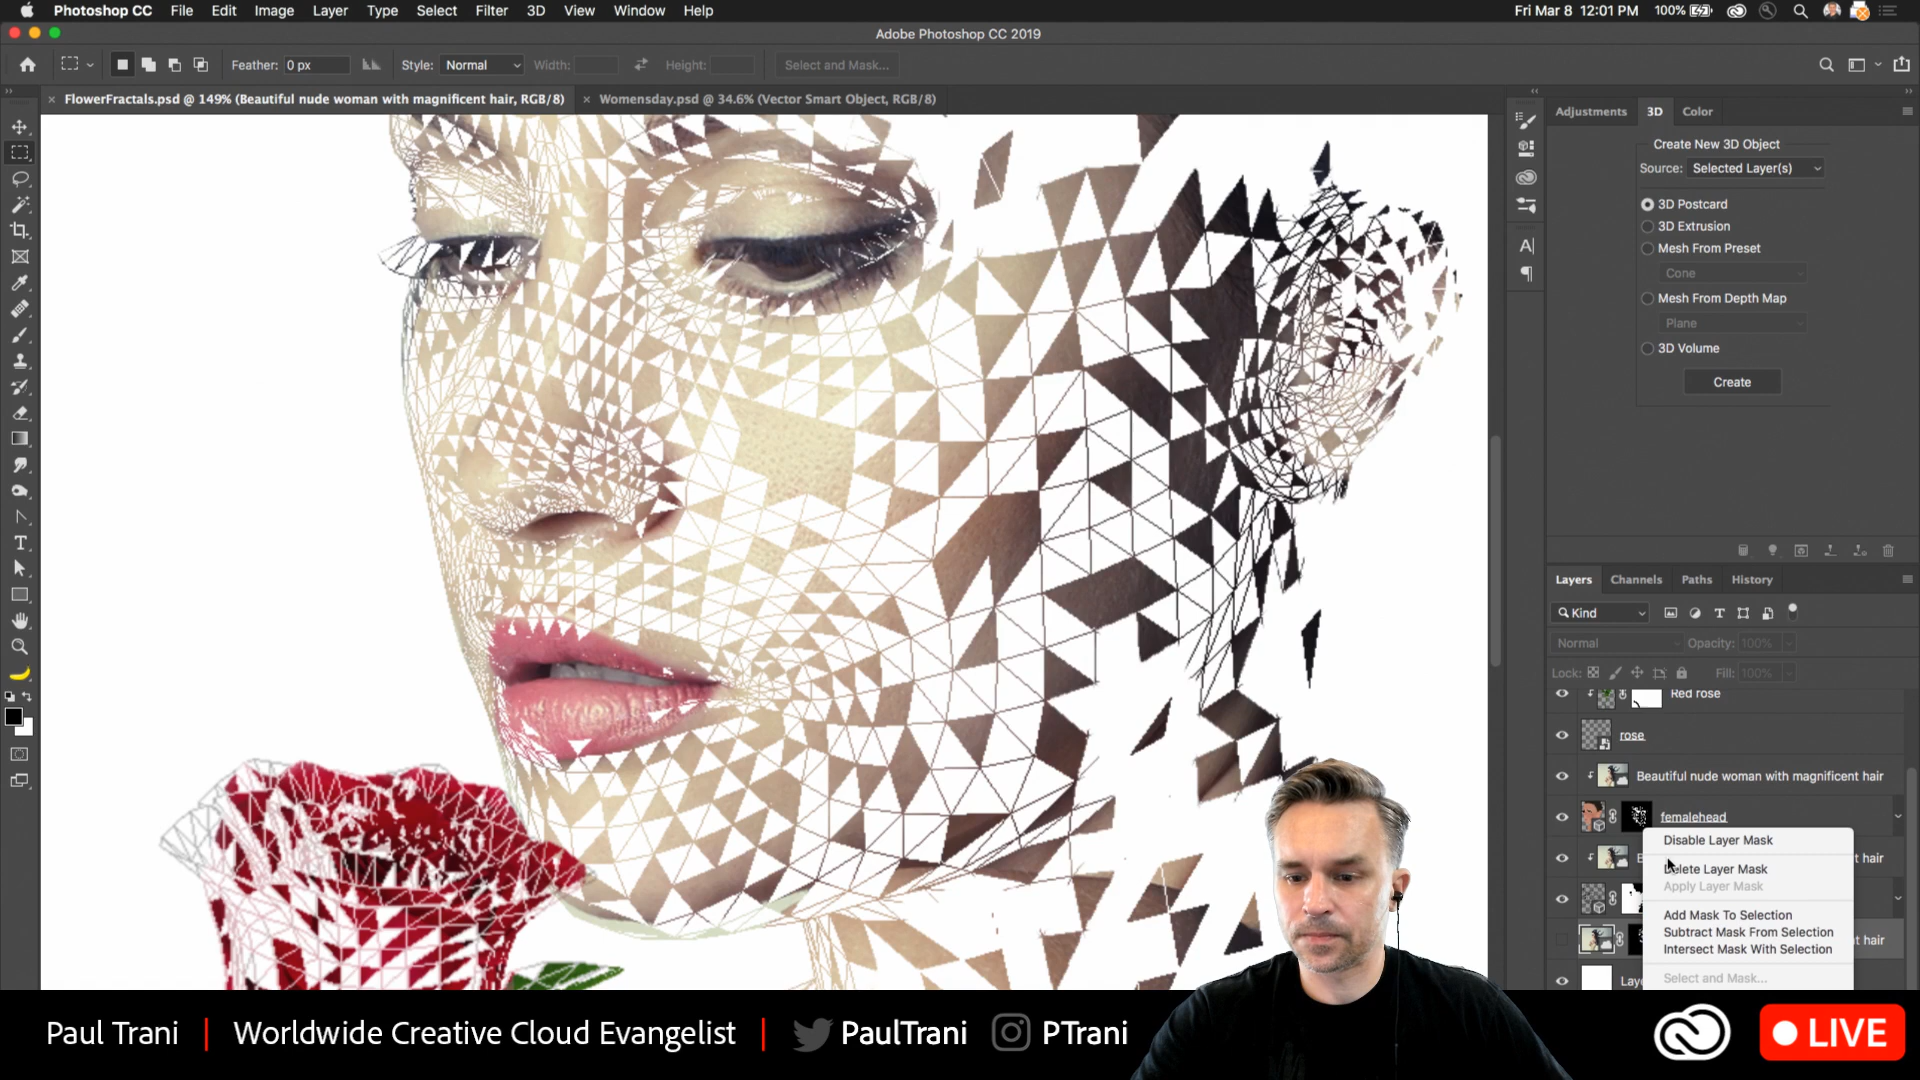 Photoshop CC File Edit Image Layer Type Select Filter 3D View Window Help Fri Mar 8 12:01 PM 100%
Adobe Photoshop CC 2019
Feather: 0 px Style: Normal Width: Height: Select and Mask...
× FlowerFractals.psd @ 149% (Beautiful nude woman with magnificent hair, RGB/8) × Womensday.psd @ 34.6% (Vector Smart Object, RGB/8)
Adjustments 3D Color
Create New 3D Object
Source: Selected Layer(s)
3D Postcard
3D Extrusion
Mesh From Preset
Cone
Mesh From Depth Map
Plane
3D Volume
Create
Layers Channels Paths History
Kind
Normal Opacity: 100%
Lock: Fill: 100%
Red rose
rose
Beautiful nude woman with magnificent hair
femalehead
Disable Layer Mask
hair
Delete Layer Mask
Apply Layer Mask
Add Mask To Selection
Subtract Mask From Selection
ht hair
Intersect Mask With Selection
Select and Mask...
Paul Trani | Worldwide Creative Cloud Evangelist | PaulTrani PTrani LIVE